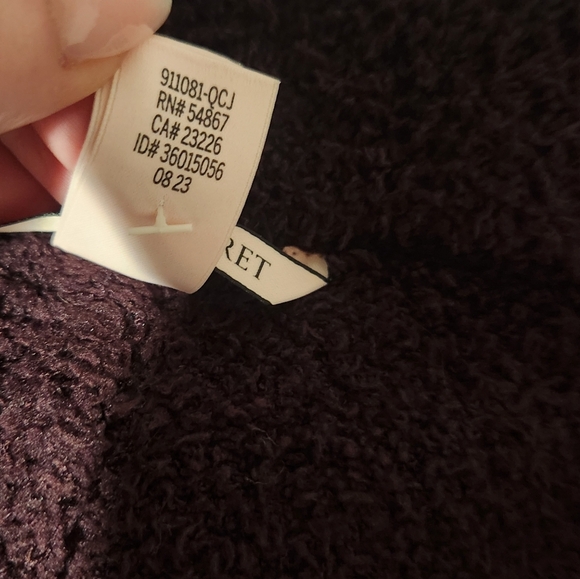 911081-QCJ
RN# 54867
CA# 23226
ID# 36015056
08 23
RET